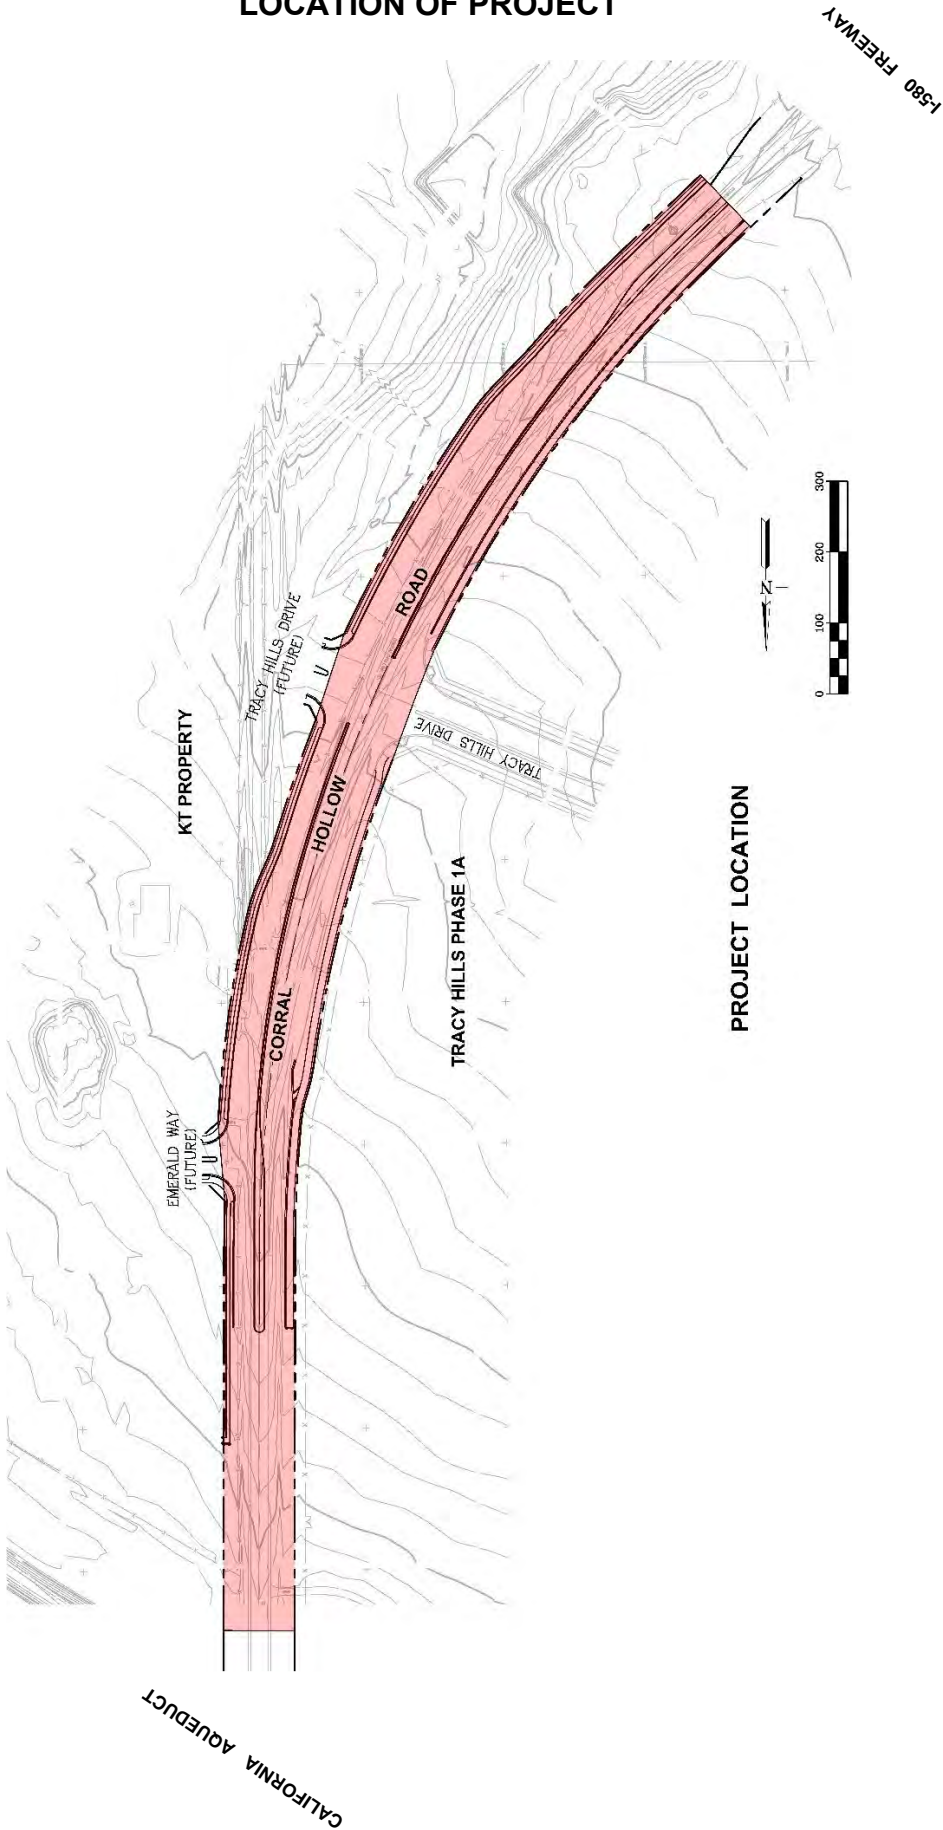 LOCATION OF PROJECT
I-580 FREEWAY
300
200
100
0
N
ROAD
TRACY HILLS DRIVE
(FUTURE)
TRACY HILLS DRIVE
KT PROPERTY
HOLLOW
TRACY HILLS PHASE 1A
PROJECT LOCATION
CORRAL
EMERALD WAY
(FUTURE)
CALIFORNIA AQUEDUCT